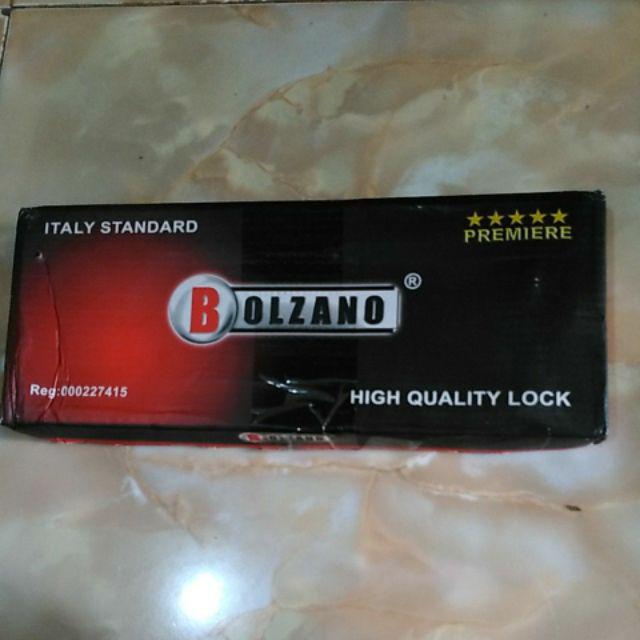 ITALY STANDARD
★★★★★
PREMIERE
BOLZANO®
Reg:000227415
HIGH QUALITY LOCK